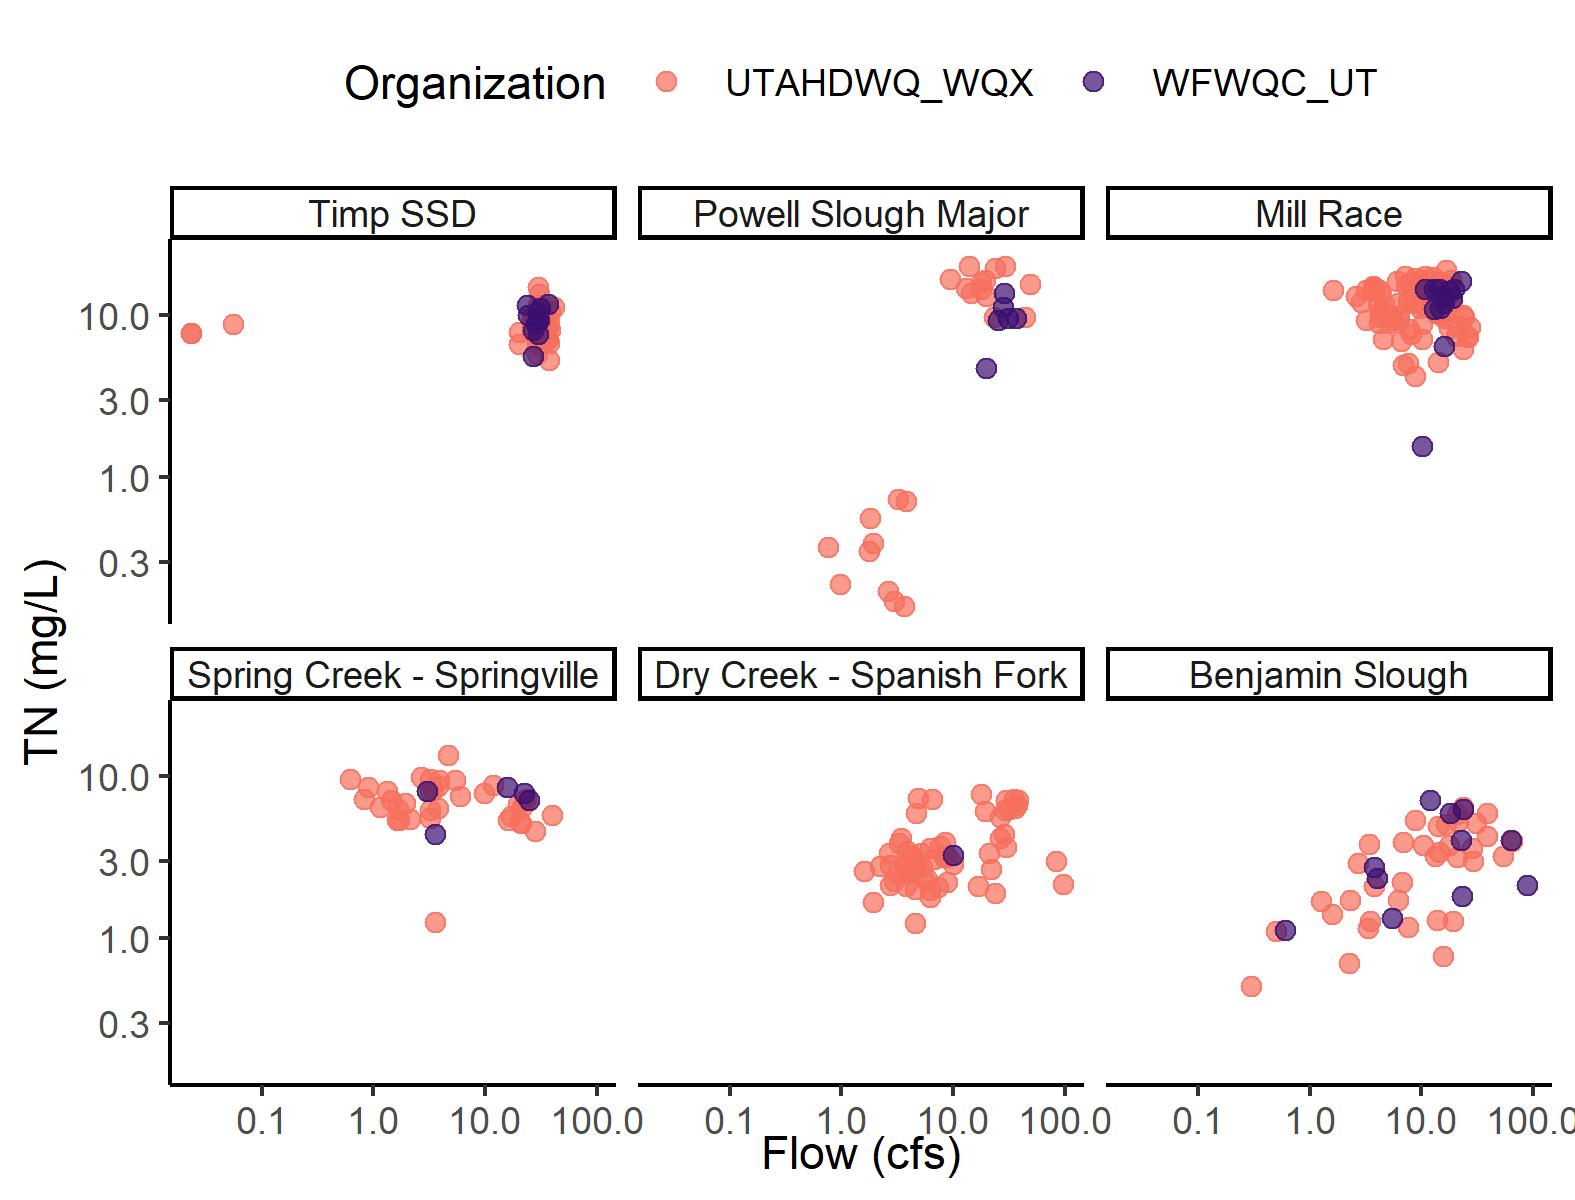 Organization UTAHDWQ_WQX WFWQC_UT
Timp SSD Powell Slough Major Mill Race
10.0
3.0
1.0
0.3
TN (mg/L)
Spring Creek - Springville Dry Creek - Spanish Fork Benjamin Slough
10.0
3.0
1.0
0.3
0.1 1.0 10.0 100.0 0.1 1.0 10.0 100.0 0.1 1.0 10.0 100.0
Flow (cfs)